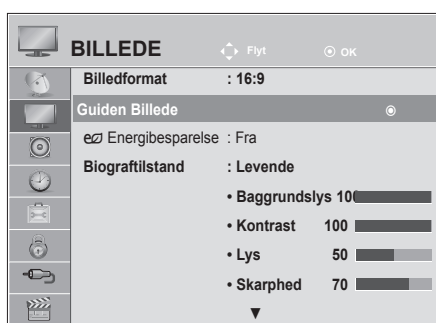 BILLEDE Flyt OK
Billedformat : 16:9
Guiden Billede
Energibesparelse : Fra
Biograftilstand : Levende
• Baggrundslys 100
• Kontrast 100
• Lys 50
• Skarphed 70